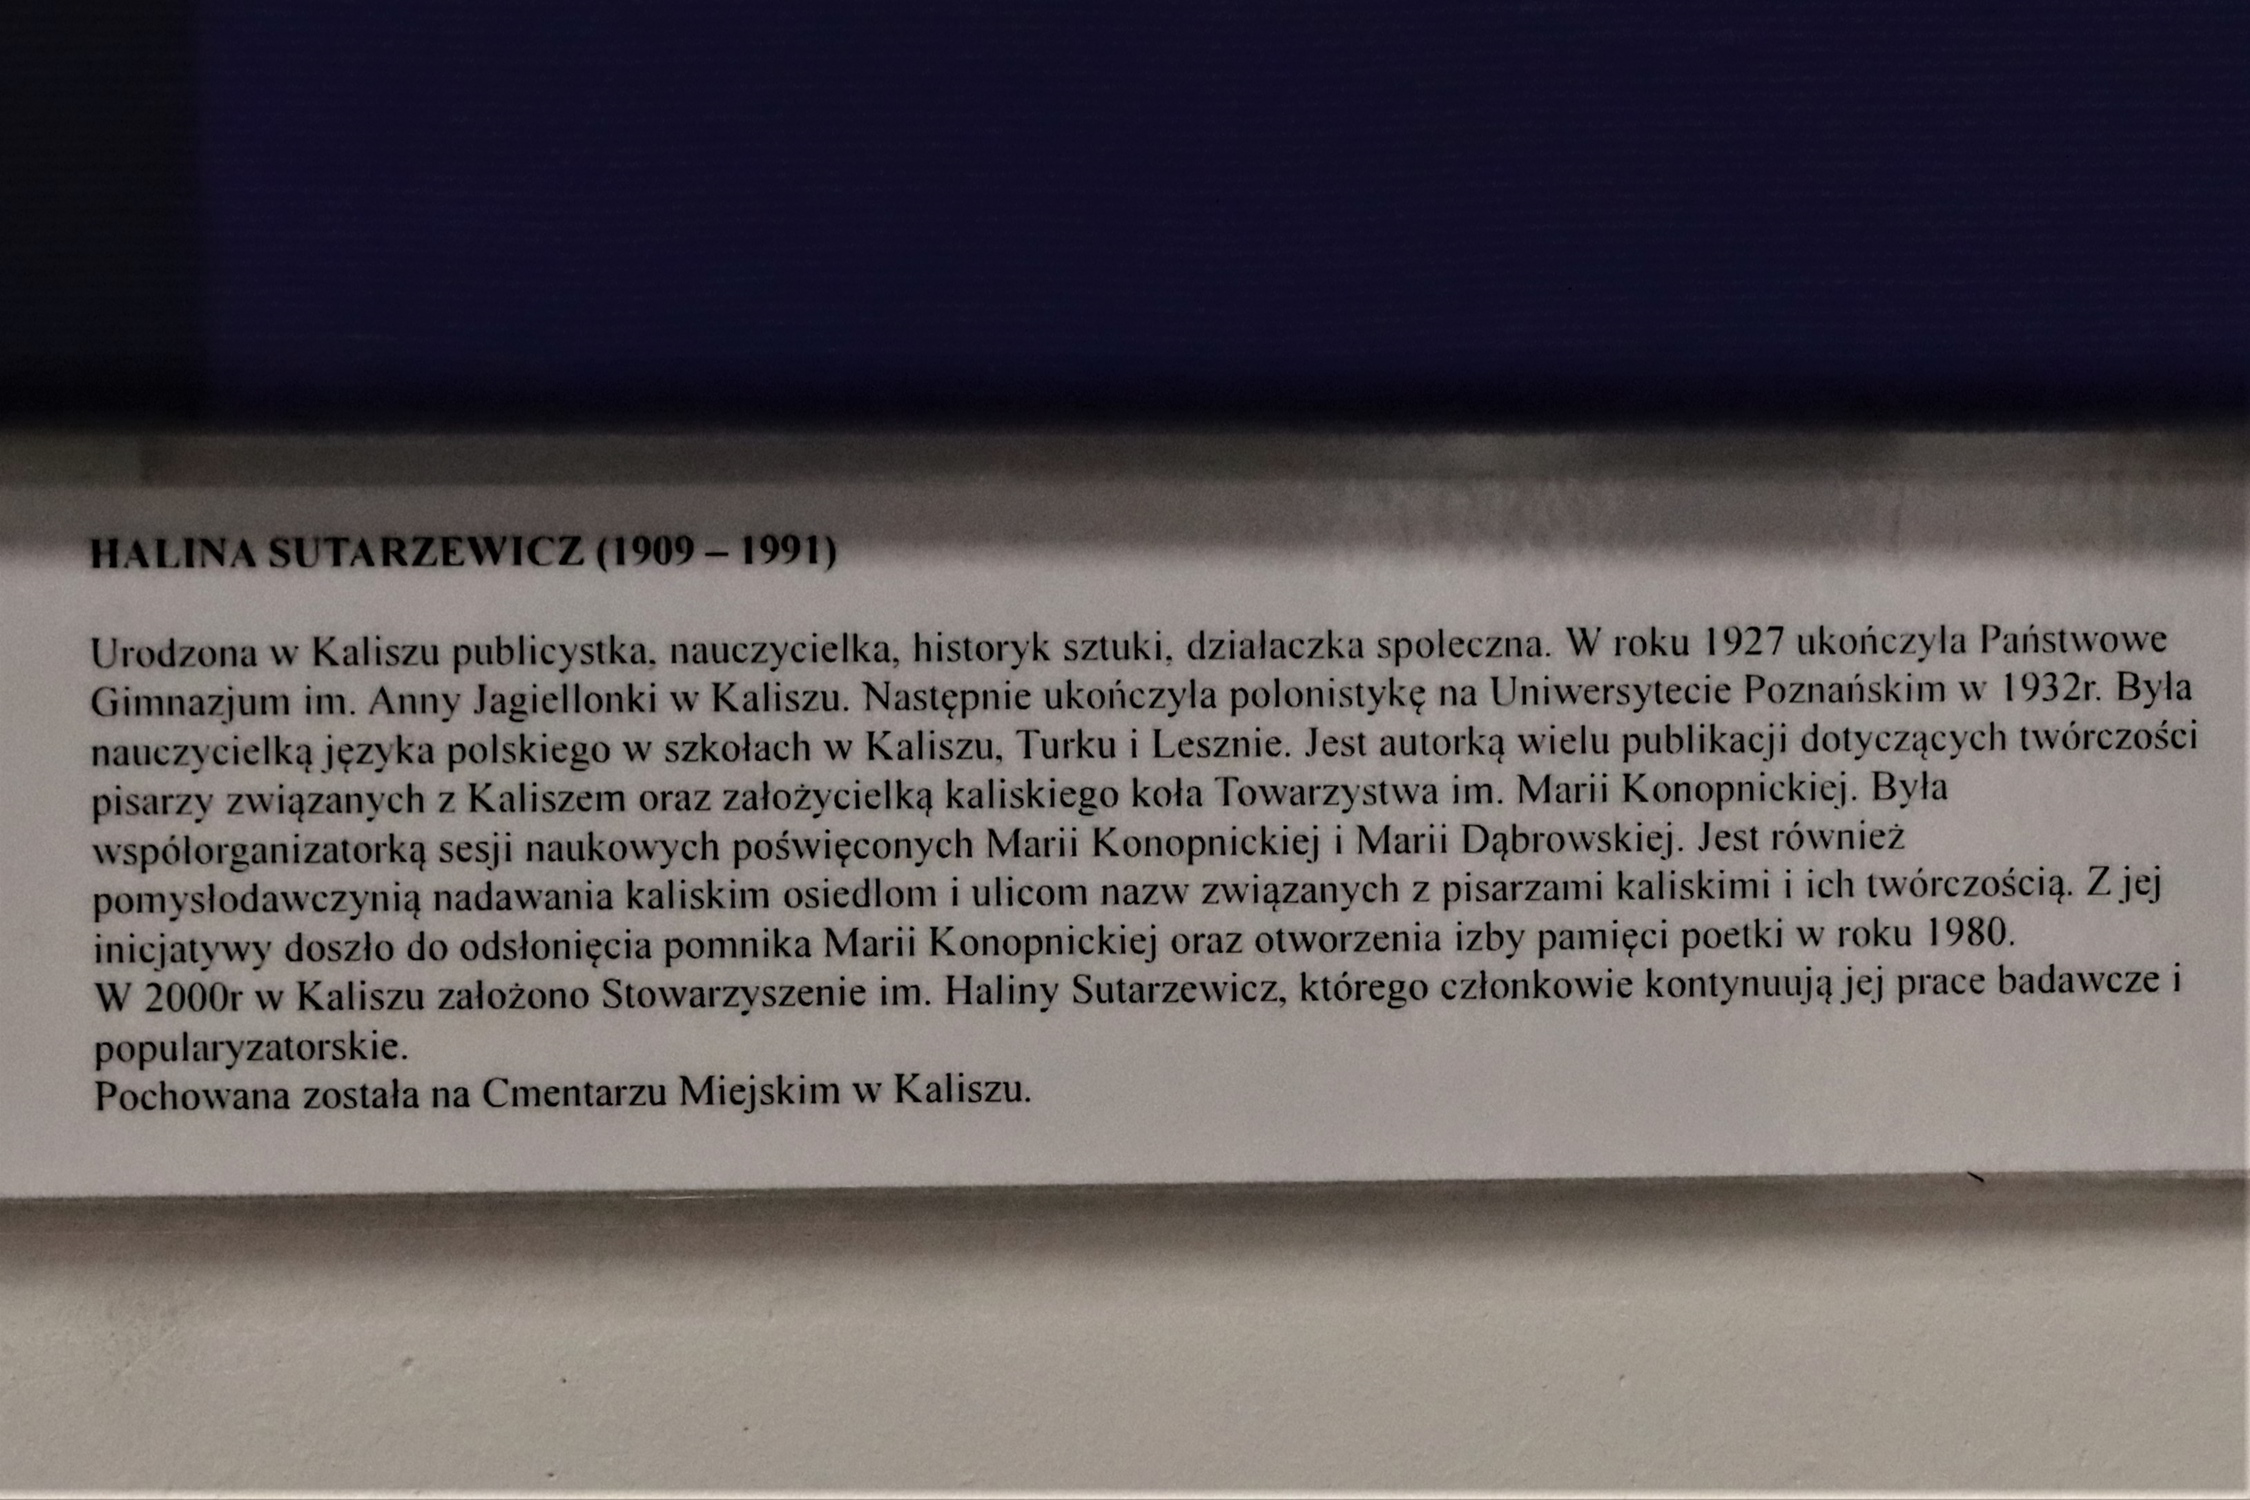 HALINA SUTARZEWICZ (1909 – 1991)
Urodzona w Kaliszu publicystka, nauczycielka, historyk sztuki, działaczka społeczna. W roku 1927 ukończyła Państwowe
Gimnazjum im. Anny Jagiellonki w Kaliszu. Następnie ukończyła polonistykę na Uniwersytecie Poznańskim w 1932r. Była
nauczycielką języka polskiego w szkołach w Kaliszu, Turku i Lesznie. Jest autorką wielu publikacji dotyczących twórczości
pisarzy związanych z Kaliszem oraz założycielką kaliskiego koła Towarzystwa im. Marii Konopnickiej. Była
współorganizatorką sesji naukowych poświęconych Marii Konopnickiej i Marii Dąbrowskiej. Jest również
pomysłodawczynią nadawania kaliskim osiedlom i ulicom nazw związanych z pisarzami kaliskimi i ich twórczością. Z jej
inicjatywy doszło do odsłonięcia pomnika Marii Konopnickiej oraz otworzenia izby pamięci poetki w roku 1980.
W 2000r w Kaliszu założono Stowarzyszenie im. Haliny Sutarzewicz, którego członkowie kontynuują jej prace badawcze i
popularyzatorskie.
Pochowana została na Cmentarzu Miejskim w Kaliszu.